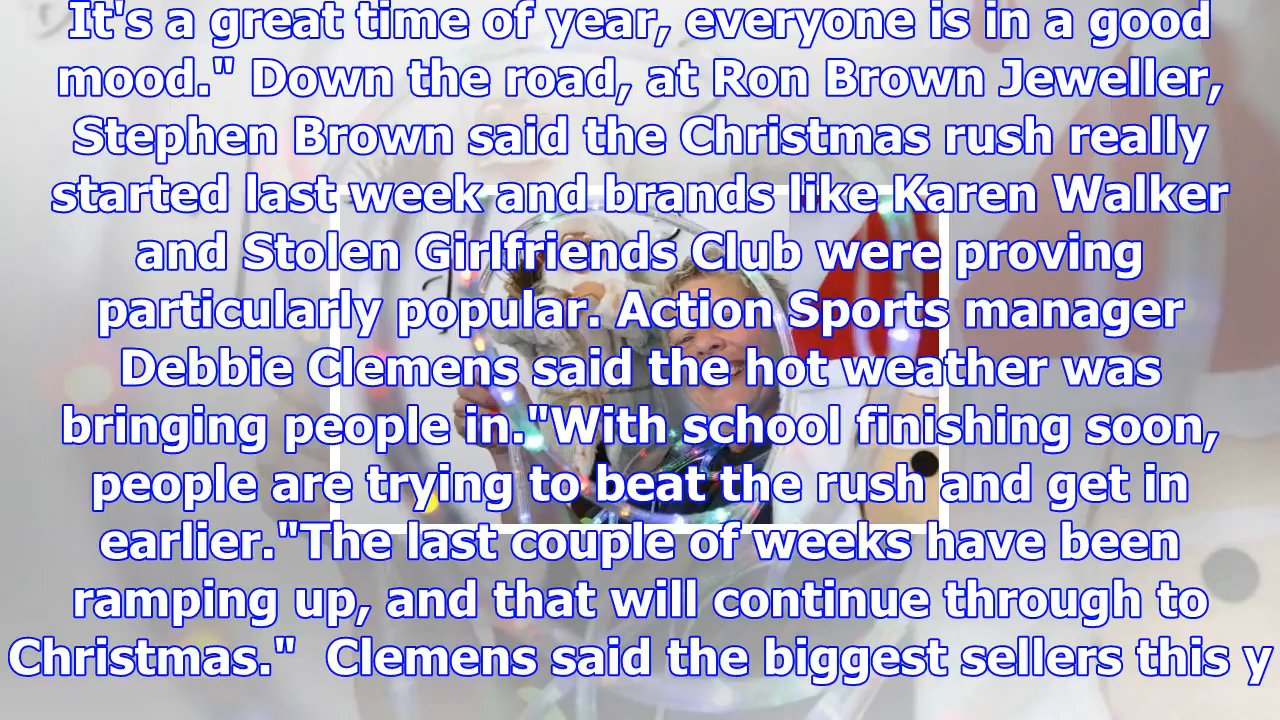 It's a great time of year, everyone is in a good
mood." Down the road, at Ron Brown Jeweller,
Stephen Brown said the Christmas rush really
started last week and brands like Karen Walker
and Stolen Girlfriends Club were proving
particularly popular. Action Sports manager
Debbie Clemens said the hot weather was
bringing people in."With school finishing soon,
people are trying to beat the rush and get in
earlier."The last couple of weeks have been
ramping up, and that will continue through to
Christmas."  Clemens said the biggest sellers this y